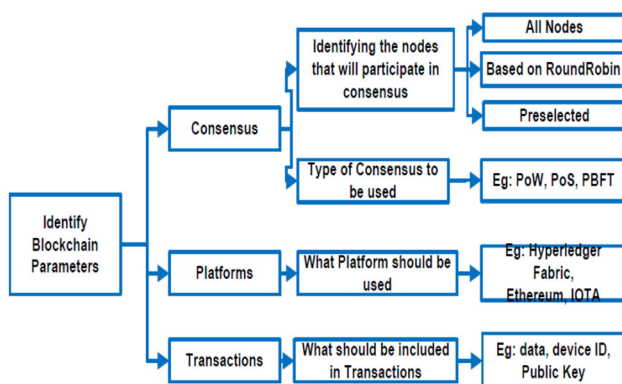 All Nodes
Identifying the nodes
that will participate in
consensus
Based on RoundRobin
Preselected
Consensus
Type of Consensus to
be used
Eg: PoW, PoS, PBFT
Identify
Blockchain
Parameters
Platforms
What Platform should be
used
Eg: Hyperledger
Fabric,
Ethereum, IOTA
Transactions
What should be included
in Transactions
Eg: data, device ID,
Public Key